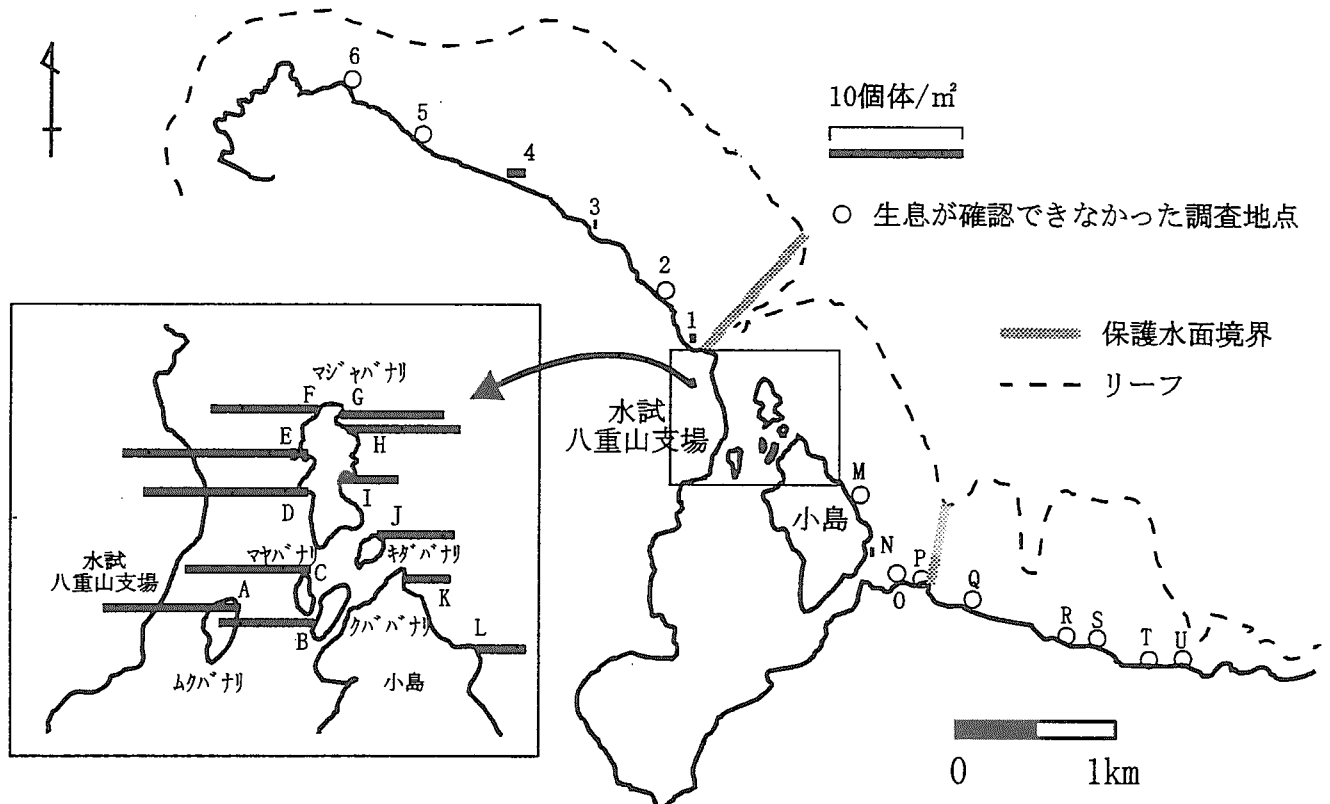 6
5
4
3
2
1
10個体/㎡
○ 生息が確認できなかった調査地点
保護水面境界
リーフ
水試
八重山支場
小島
M
N
O
P
Q
R
S
T
U
マジャバナリ
F
G
E
H
D
I
J
マヤバナリ
キダバナリ
水試
八重山支場
C
A
K
B
クババナリ
L
ムクバナリ
小島
0
1km